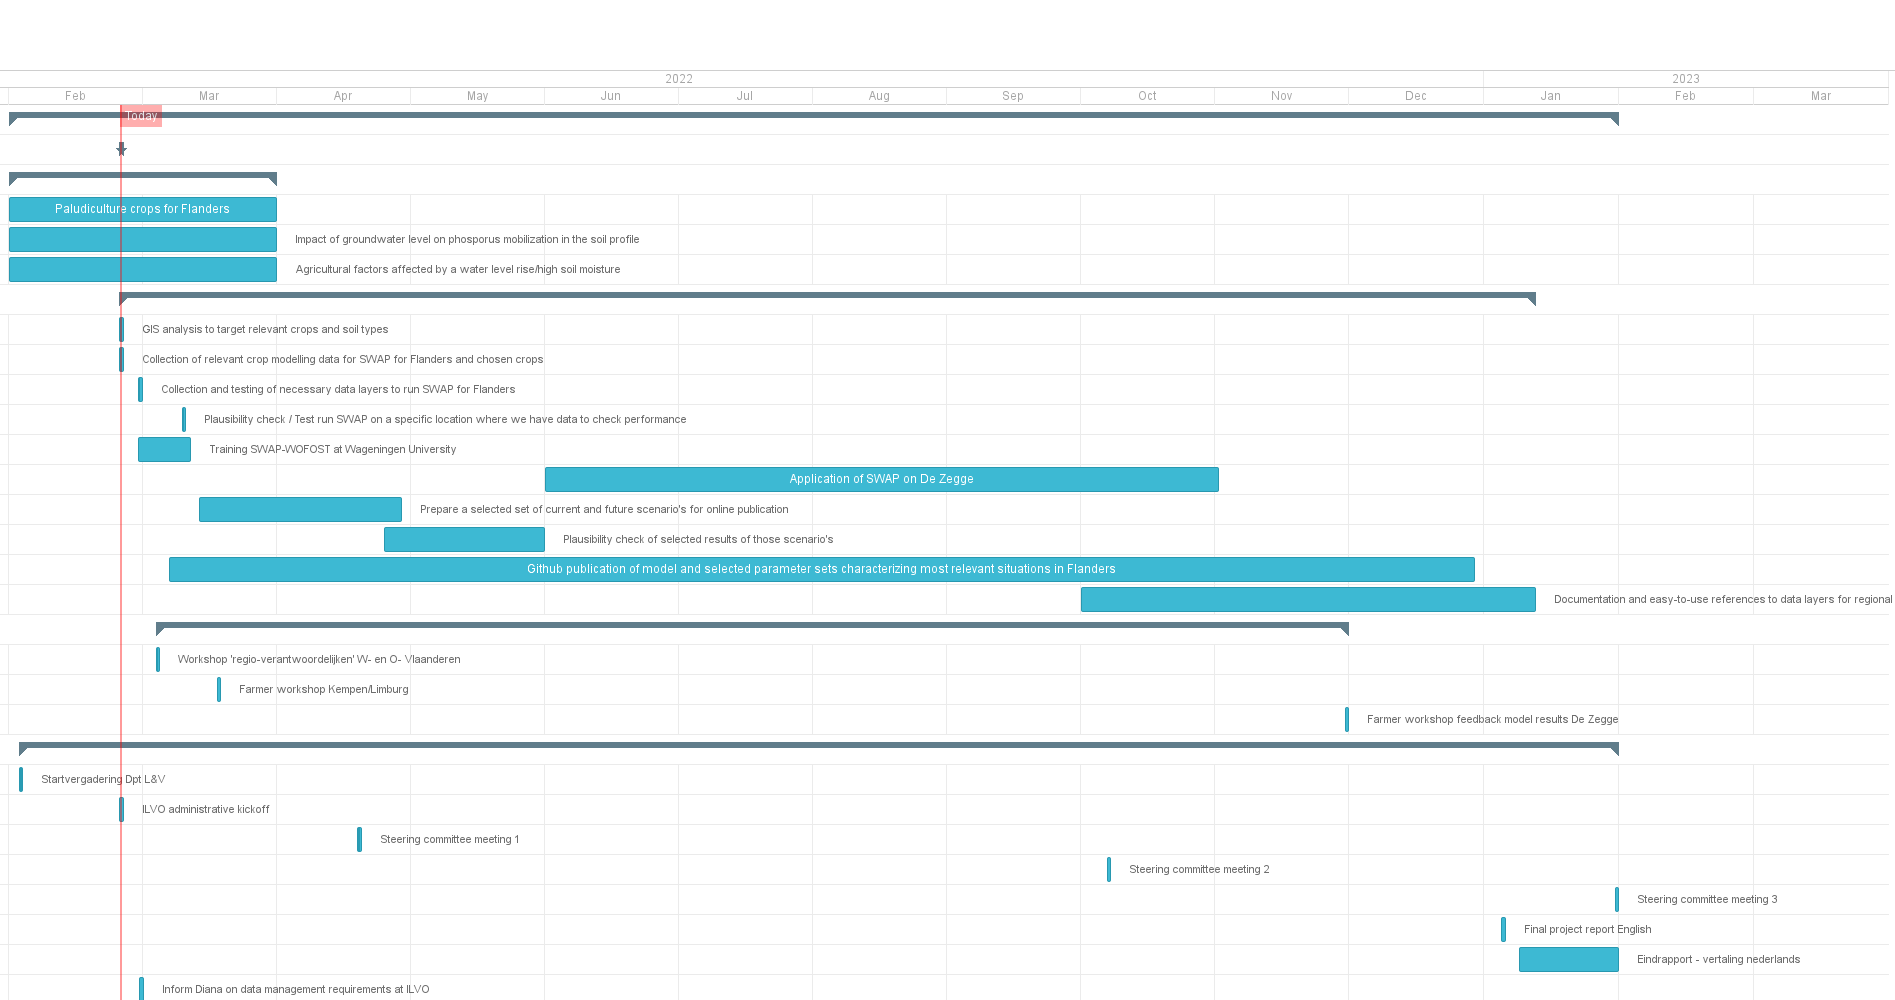 2022 2023
Feb Mar Apr May Jun Jul Aug Sep Oct Nov Dec Jan Feb Mar
Today
Paludiculture crops for Flanders
Impact of groundwater level on phosporus mobilization in the soil profile
Agricultural factors affected by a water level rise/high soil moisture
GIS analysis to target relevant crops and soil types
Collection of relevant crop modelling data for SWAP for Flanders and chosen crops
Collection and testing of necessary data layers to run SWAP for Flanders
Plausibility check / Test run SWAP on a specific location where we have data to check performance
Training SWAP-WOFOST at Wageningen University
Application of SWAP on De Zegge
Prepare a selected set of current and future scenario's for online publication
Plausibility check of selected results of those scenario's
Github publication of model and selected parameter sets characterizing most relevant situations in Flanders
Documentation and easy-to-use references to data layers for regional
Workshop 'regio-verantwoordelijken' W- en O- Vlaanderen
Farmer workshop Kempen/Limburg
Farmer workshop feedback model results De Zegge
Startvergadering Dpt L&V
ILVO administrative kickoff
Steering committee meeting 1
Steering committee meeting 2
Steering committee meeting 3
Final project report English
Eindrapport - vertaling nederlands
Inform Diana on data management requirements at ILVO